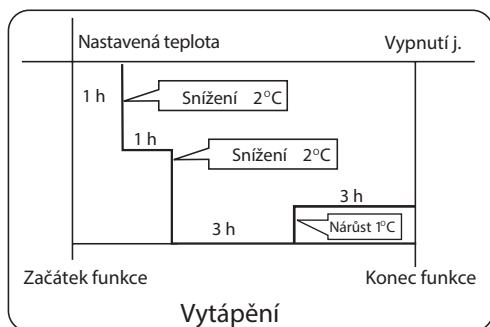 Nastavená teplota
Vypnutí j.
1 h
Snížení 2°C
1 h
Snížení 2°C
3 h
3 h
Nárůst 1°C
Začátek funkce
Konec funkce
Vytápění